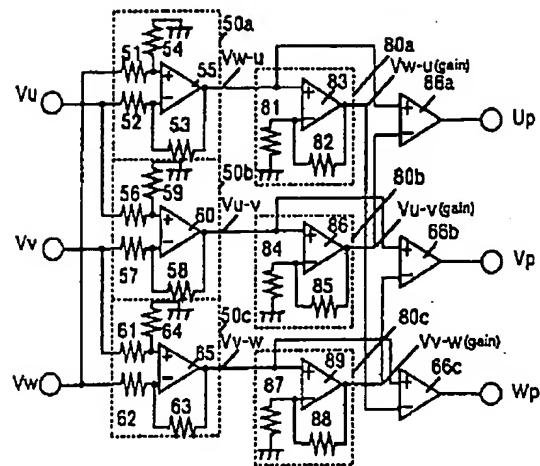 50a
54
51
55
Vw-u
80a
Vw-u(gain)
Vu
52
53
81
83
82
66a
Up
50b
59
56
60
Vu-v
80b
Vu-v(gain)
Vv
57
58
84
86
85
66b
Vp
50c
64
61
65
Vv-w
80c
Vv-w(gain)
Vw
62
63
87
89
88
66c
Wp